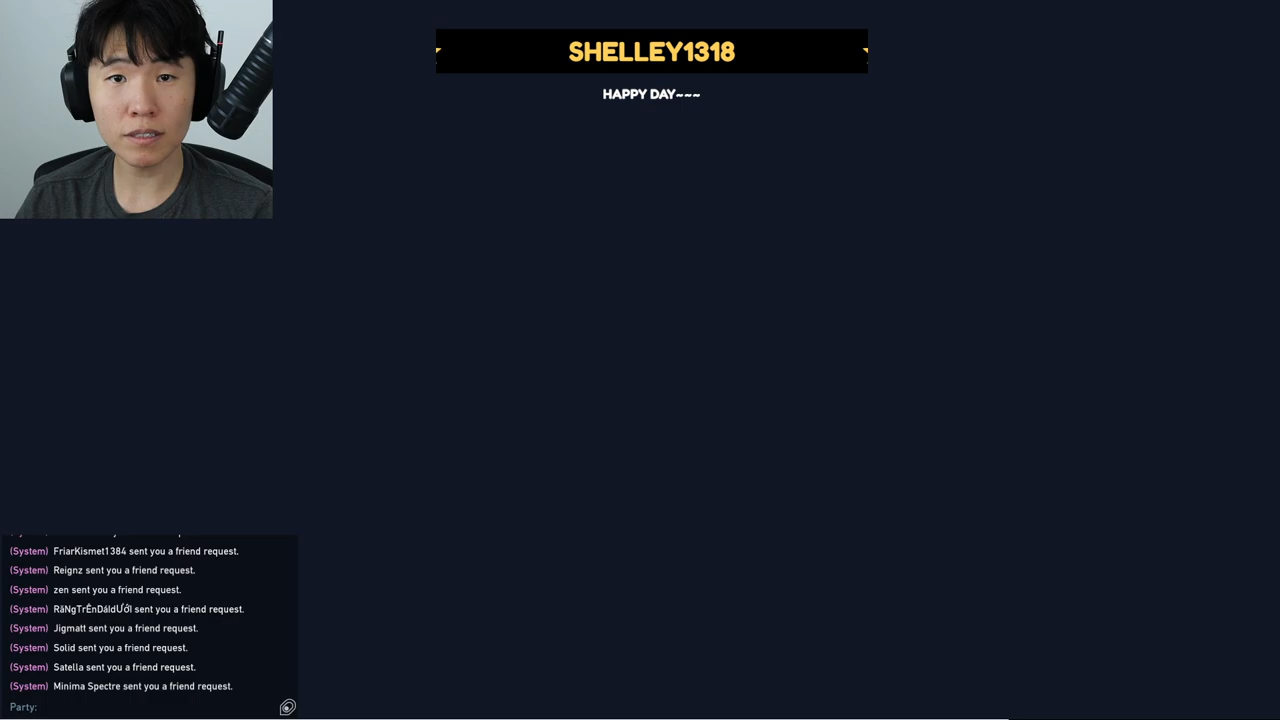 SHELLEY1318
HAPPY DAY~~~
(System) FriarKismet1384 sent you a friend request.
(System) Reignz sent you a friend request.
(System) zen sent you a friend request.
(System) RăNgTrÊnDáIdƯớI sent you a friend request.
(System) Jigmatt sent you a friend request.
(System) Solid sent you a friend request.
(System) Satella sent you a friend request.
(System) Minima Spectre sent you a friend request.
Party: